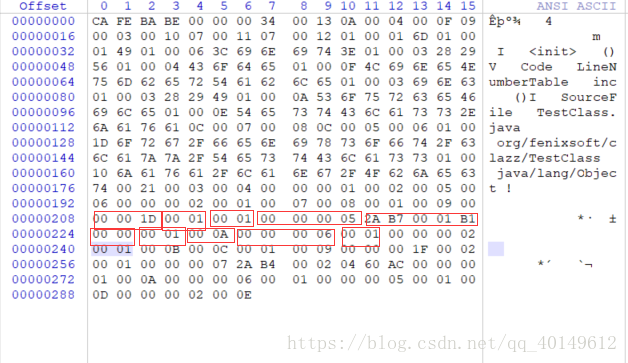 Offset 0 1 2 3 4 5 6 7 8 9 10 11 12 13 14 15 ANSI ASCII
00000000 CA FE BA BE 00 00 00 34 00 13 0A 00 04 00 0F 09 Êþº¾ 4
00000016 00 03 00 10 07 00 11 07 00 12 01 00 01 6D 01 00 m
00000032 01 49 01 00 06 3C 69 6E 69 74 3E 01 00 03 28 29 I <init> ()
00000048 56 01 00 04 43 6F 64 65 01 00 0F 4C 69 6E 65 4E V Code LineN
00000064 75 6D 62 65 72 54 61 62 6C 65 01 00 03 69 6E 63 umberTable inc
00000080 01 00 03 28 29 49 01 00 0A 53 6F 75 72 63 65 46 ()I SourceF
00000096 69 6C 65 01 00 0E 54 65 73 74 43 6C 61 73 73 2E ile TestClass.
00000112 6A 61 76 61 0C 00 07 00 08 0C 00 05 00 06 01 00 java
00000128 1D 6F 72 67 2F 66 65 6E 69 78 73 6F 66 74 2F 63 org/fenixsoft/c
00000144 6C 61 7A 7A 2F 54 65 73 74 43 6C 61 73 73 01 00 lazz/TestClass
00000160 10 6A 61 76 61 2F 6C 61 6E 67 2F 4F 62 6A 65 63 java/lang/Objec
00000176 74 00 21 00 03 00 04 00 00 00 01 00 02 00 05 00 t !
00000192 06 00 00 00 02 00 01 00 07 00 08 00 01 00 09 00
00000208 00 00 1D 00 01 00 01 00 00 00 05 2A B7 00 01 B1 *· ±
00000224 00 00 00 01 00 0A 00 00 00 06 00 01 00 00 00 02
00000240 00 01 00 0B 00 0C 00 01 00 09 00 00 00 1F 00 02
00000256 00 01 00 00 00 07 2A B4 00 02 04 60 AC 00 00 00 *´ `¬
00000272 01 00 0A 00 00 00 06 00 01 00 00 00 05 00 01 00
00000288 0D 00 00 00 02 00 0E
https://blog.csdn.net/qq_40149612